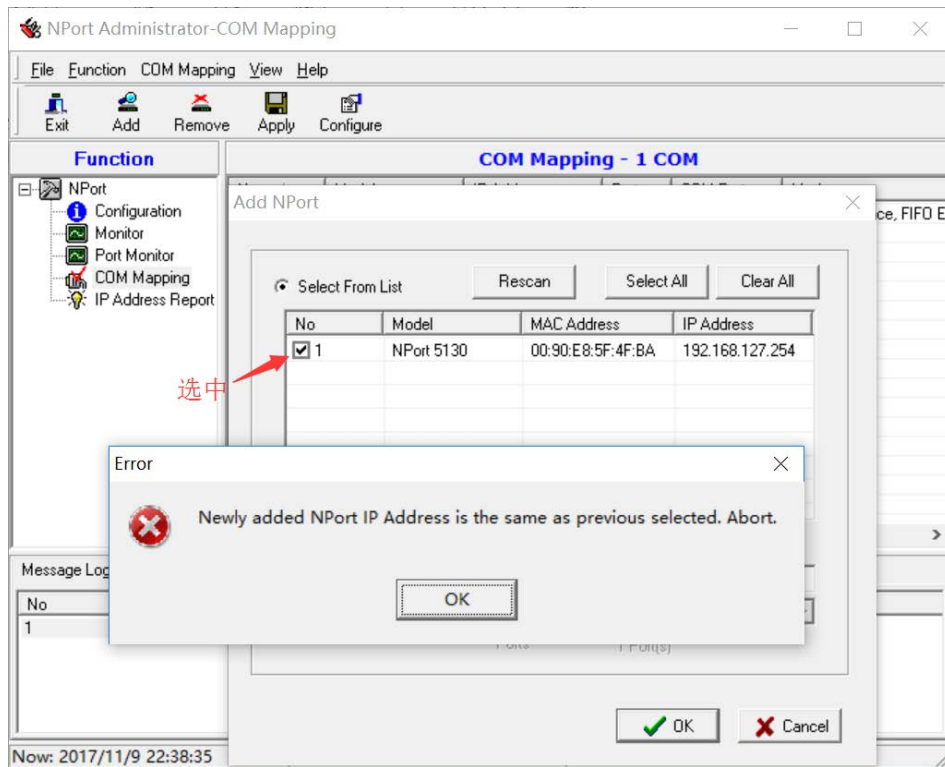 NPort Administrator-COM Mapping
File Function COM Mapping View Help
Exit Add Remove Apply Configure
Function
COM Mapping - 1 COM
NPort
Configuration
Monitor
Port Monitor
COM Mapping
IP Address Report
ce, FIFO E
Add NPort
Select From List Rescan Select All Clear All
No Model MAC Address IP Address
1 NPort 5130 00:90:E8:5F:4F:BA 192.168.127.254
选中
Error
Newly added NPort IP Address is the same as previous selected. Abort.
OK
Message Log
No
1
1 Port(s)
OK Cancel
Now: 2017/11/9 22:38:35